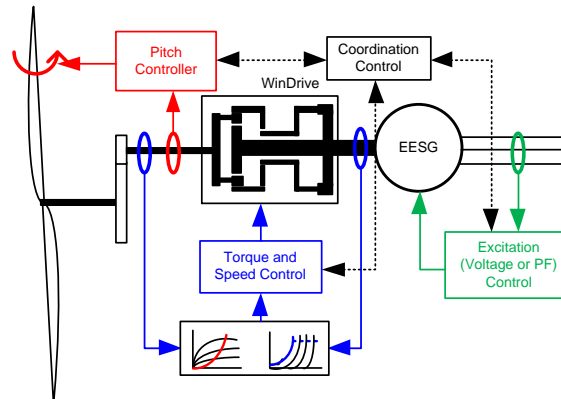 Pitch
Controller
Coordination
Control
WinDrive
EESG
Torque and
Speed Control
Excitation
(Voltage or PF)
Control